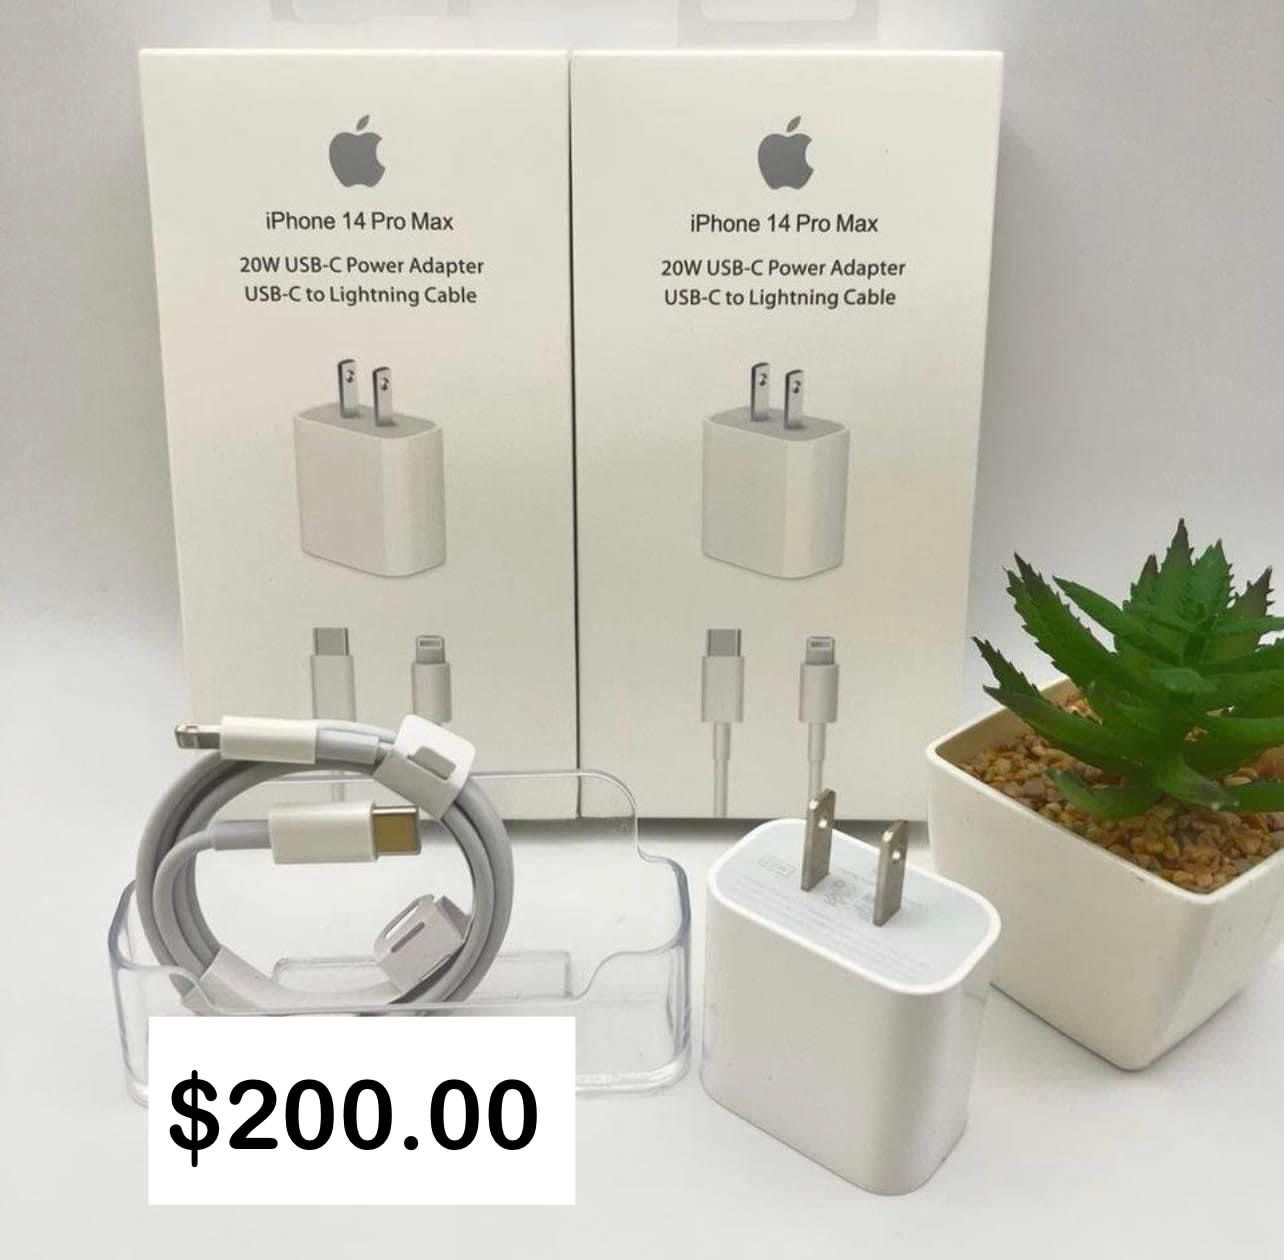 iPhone 14 Pro Max
20W USB-C Power Adapter
USB-C to Lightning Cable
iPhone 14 Pro Max
20W USB-C Power Adapter
USB-C to Lightning Cable
$200.00